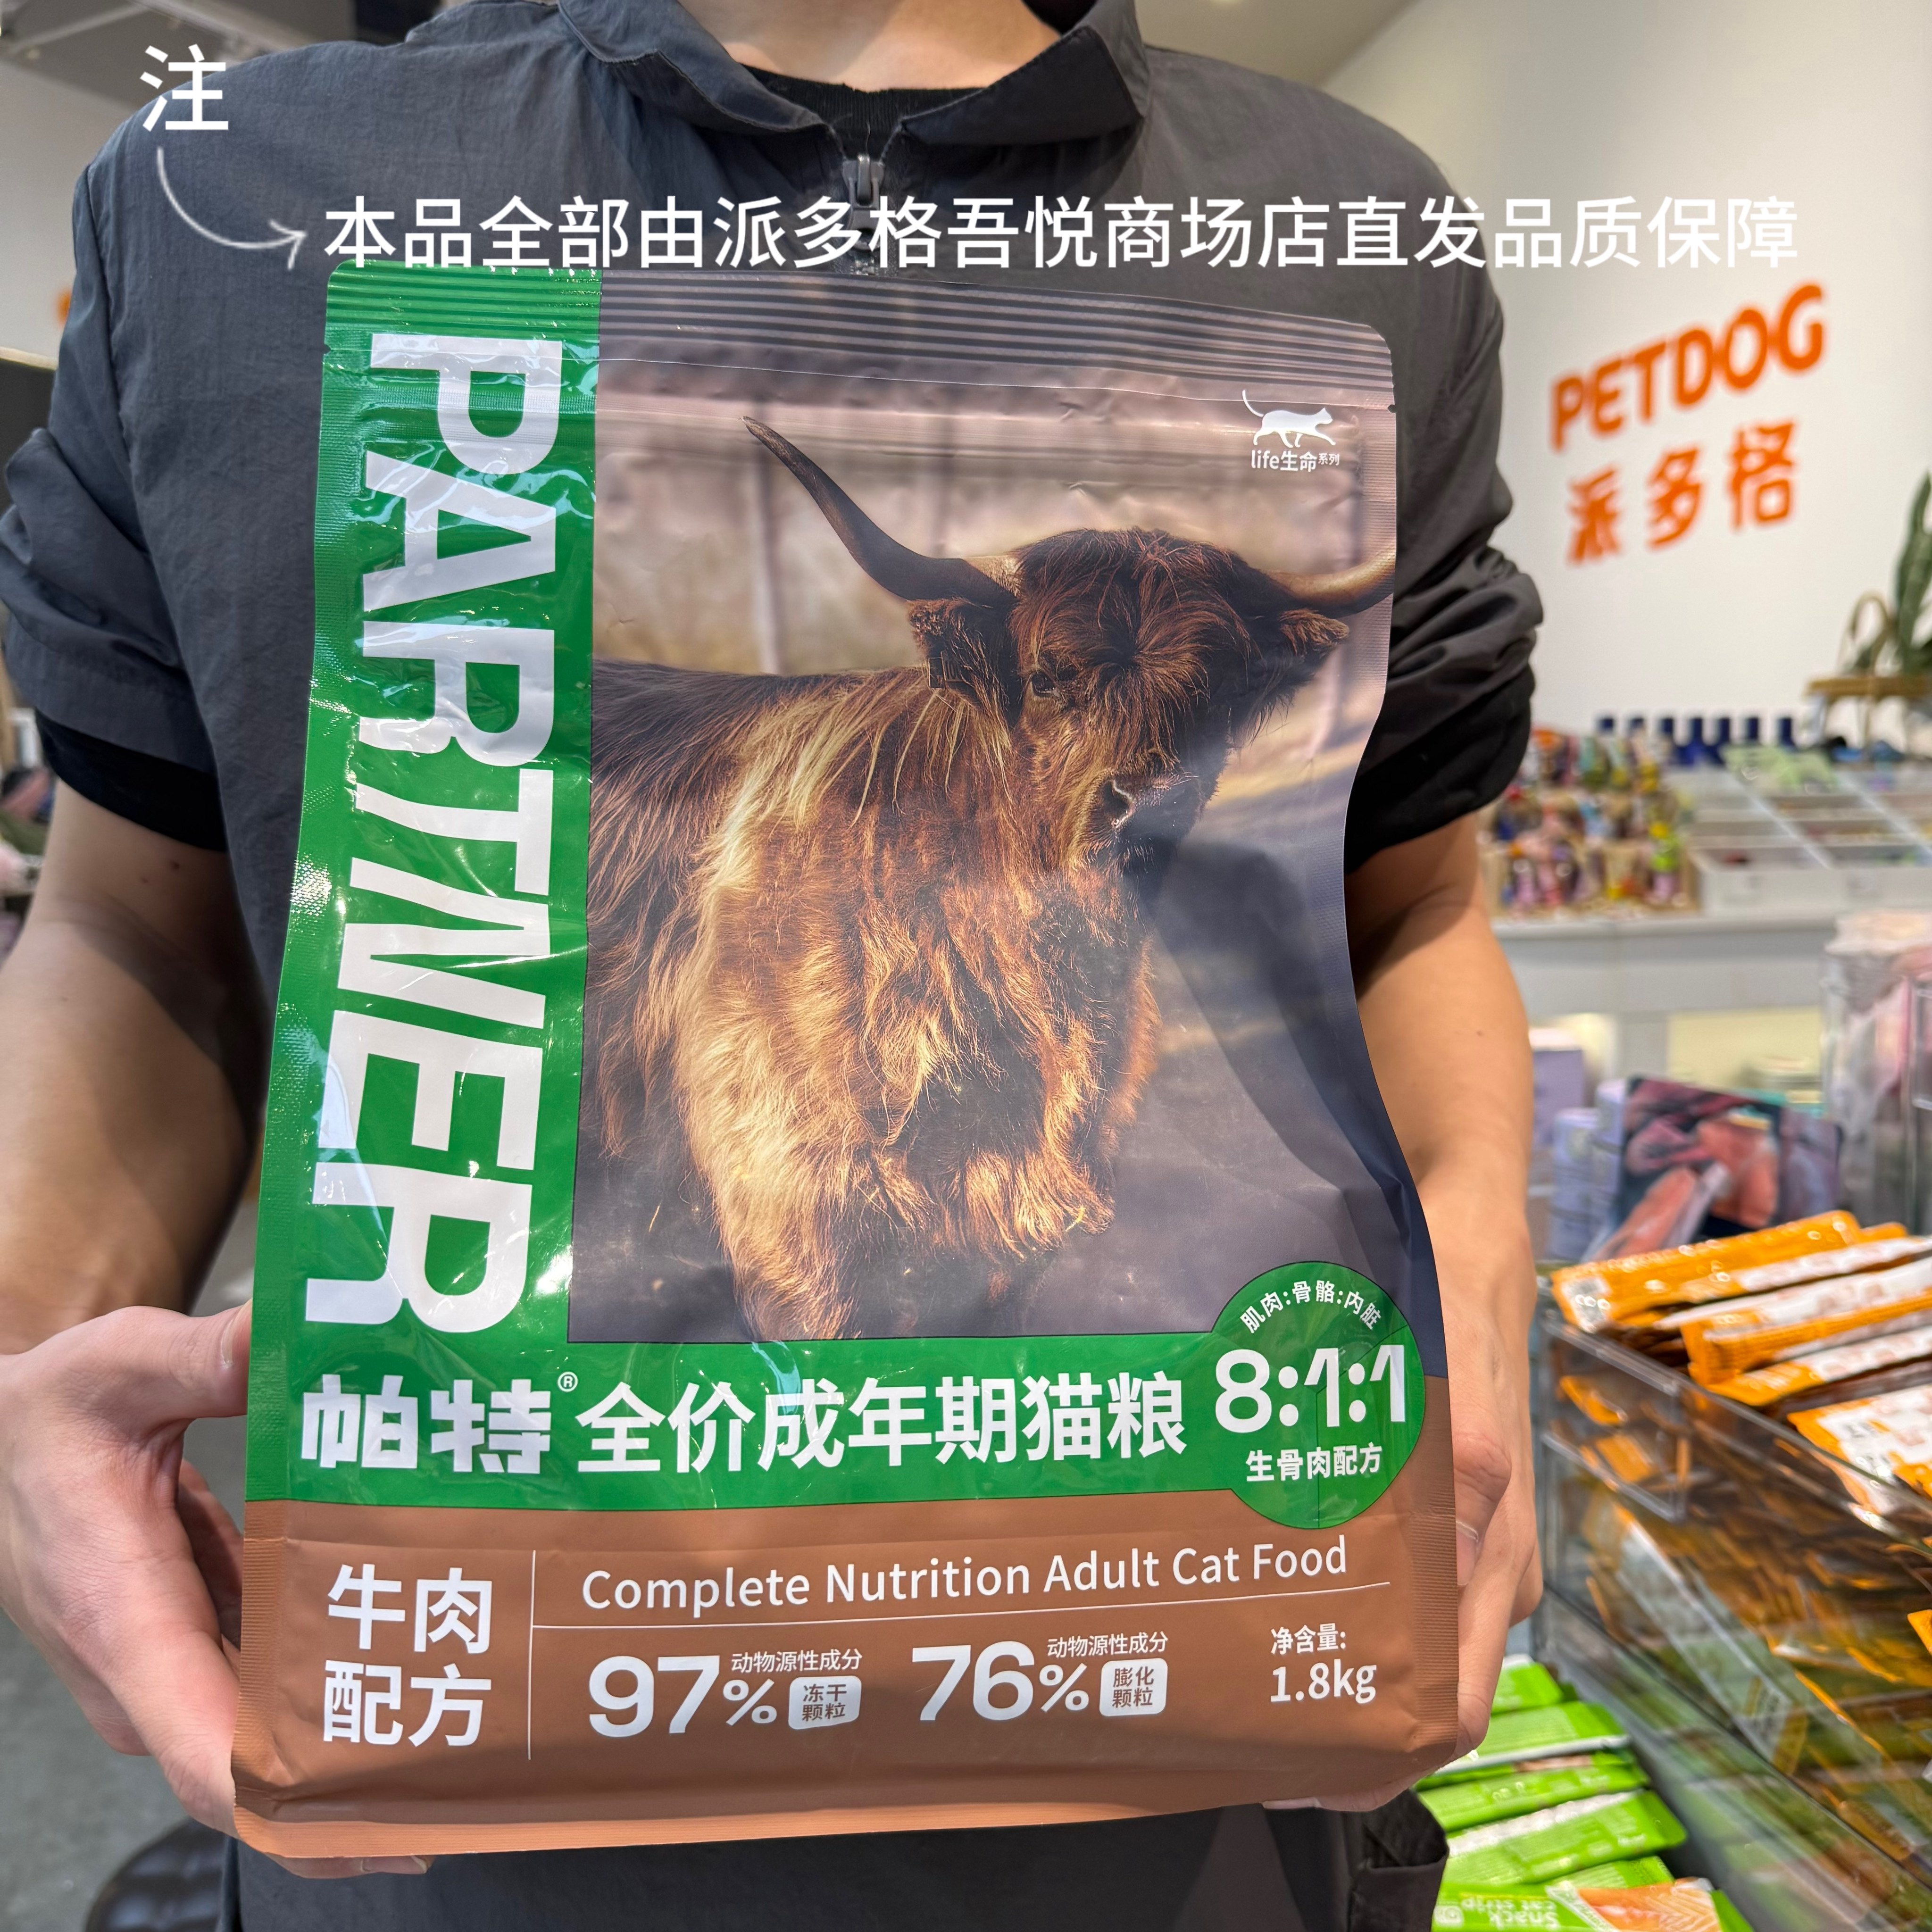 注
本品全部由派多格吾悦商场店直发品质保障
PETDOG
派多格
life生命系列
PARTNER
肌肉:骨骼:内脏
8:1:1
生骨肉配方
帕特® 全价成年期猫粮
牛肉
配方
Complete Nutrition Adult Cat Food
97% 动物源性成分 冻干颗粒
76% 动物源性成分 膨化颗粒
净含量:
1.8kg